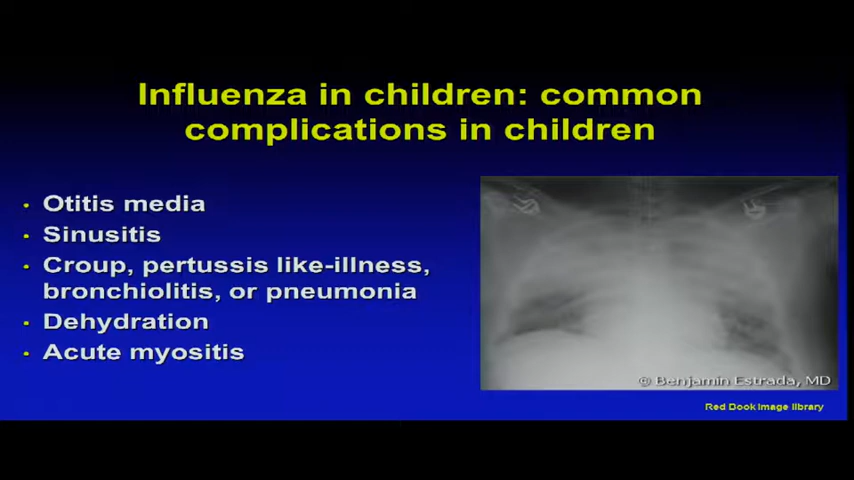 Influenza in children: common
complications in children
• Otitis media
• Sinusitis
• Croup, pertussis like-illness,
bronchiolitis, or pneumonia
• Dehydration
• Acute myositis
© Benjamin Estrada, MD
Red Dook Image library